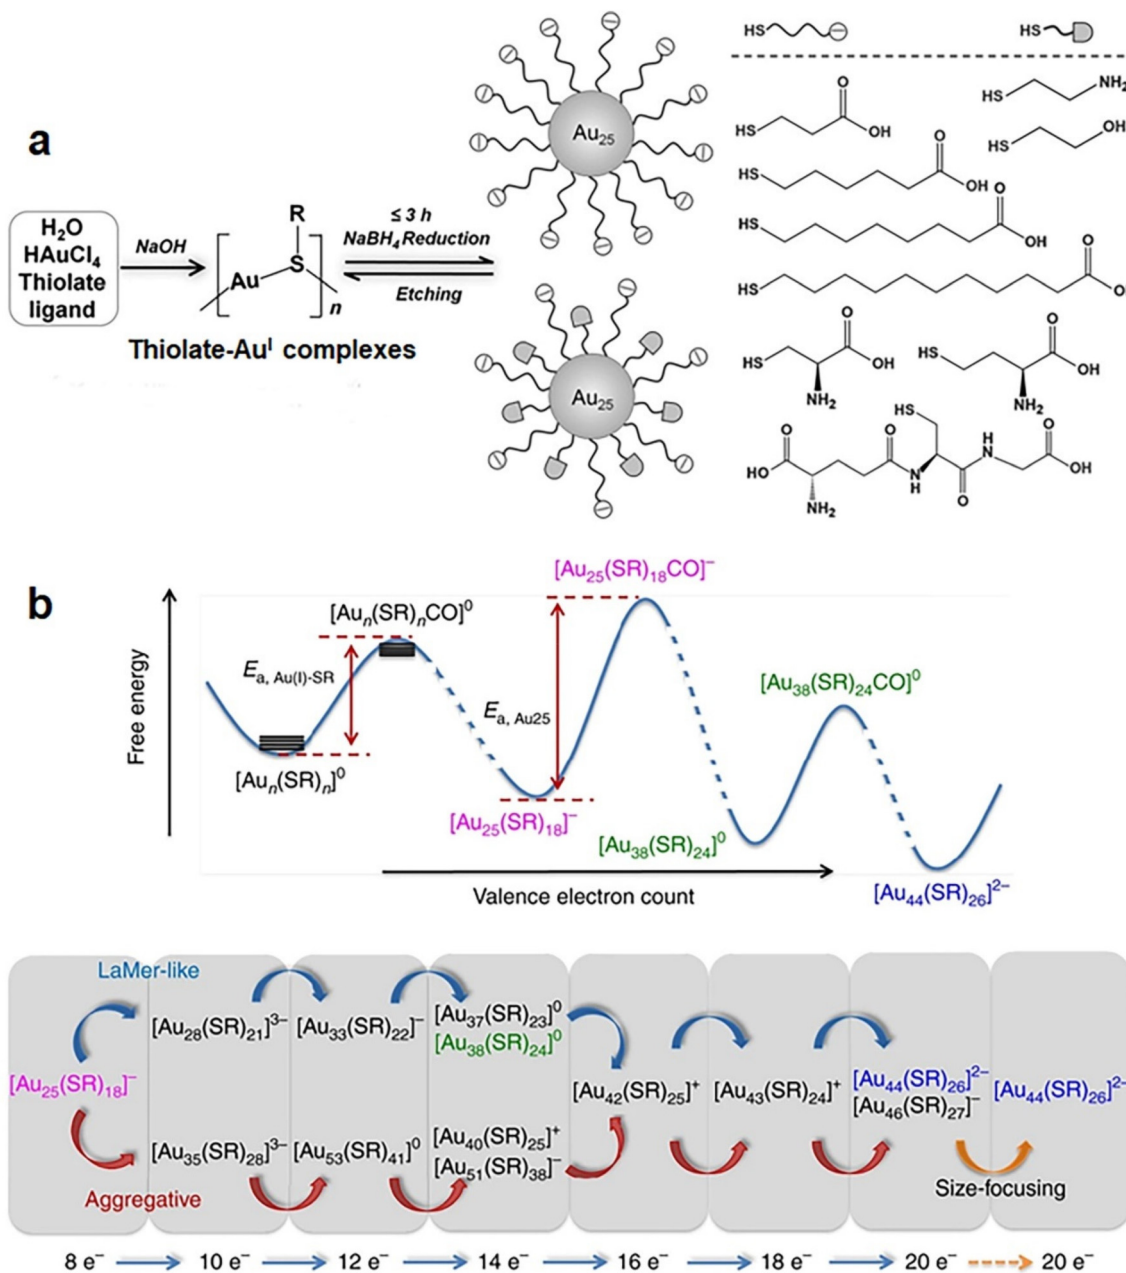 a
H₂O
HAuCl₄
Thiolate
ligand
NaOH
R
S
Au
n
Thiolate-Auᴵ complexes
≤ 3 h
NaBH₄ Reduction
Etching
Au₂₅
Au₂₅
HS
HS
HS
O
OH
HS
NH₂
HS
OH
HS
O
OH
HS
O
OH
HS
O
HS
O
OH
NH₂
HS
O
OH
NH₂
HS
O
HO
NH₂
O
N
H
O
H
N
O
OH
b
Free energy
[Auₙ(SR)ₙCO]⁰
Eₐ, Au(I)-SR
[Auₙ(SR)ₙ]⁰
[Au₂₅(SR)₁₈CO]⁻
Eₐ, Au25
[Au₂₅(SR)₁₈]⁻
[Au₃₈(SR)₂₄CO]⁰
[Au₃₈(SR)₂₄]⁰
[Au₄₄(SR)₂₆]²⁻
Valence electron count
LaMer-like
[Au₂₈(SR)₂₁]³⁻
[Au₃₃(SR)₂₂]⁻
[Au₃₇(SR)₂₃]⁰
[Au₃₈(SR)₂₄]⁰
[Au₂₅(SR)₁₈]⁻
[Au₄₂(SR)₂₅]⁺
[Au₄₃(SR)₂₄]⁺
[Au₄₄(SR)₂₆]²⁻
[Au₄₆(SR)₂₇]⁻
[Au₄₄(SR)₂₆]²⁻
[Au₃₅(SR)₂₈]³⁻
[Au₅₃(SR)₄₁]⁰
[Au₄₀(SR)₂₅]⁺
[Au₅₁(SR)₃₈]⁻
Aggregative
Size-focusing
8 e⁻ 10 e⁻ 12 e⁻ 14 e⁻ 16 e⁻ 18 e⁻ 20 e⁻ 20 e⁻